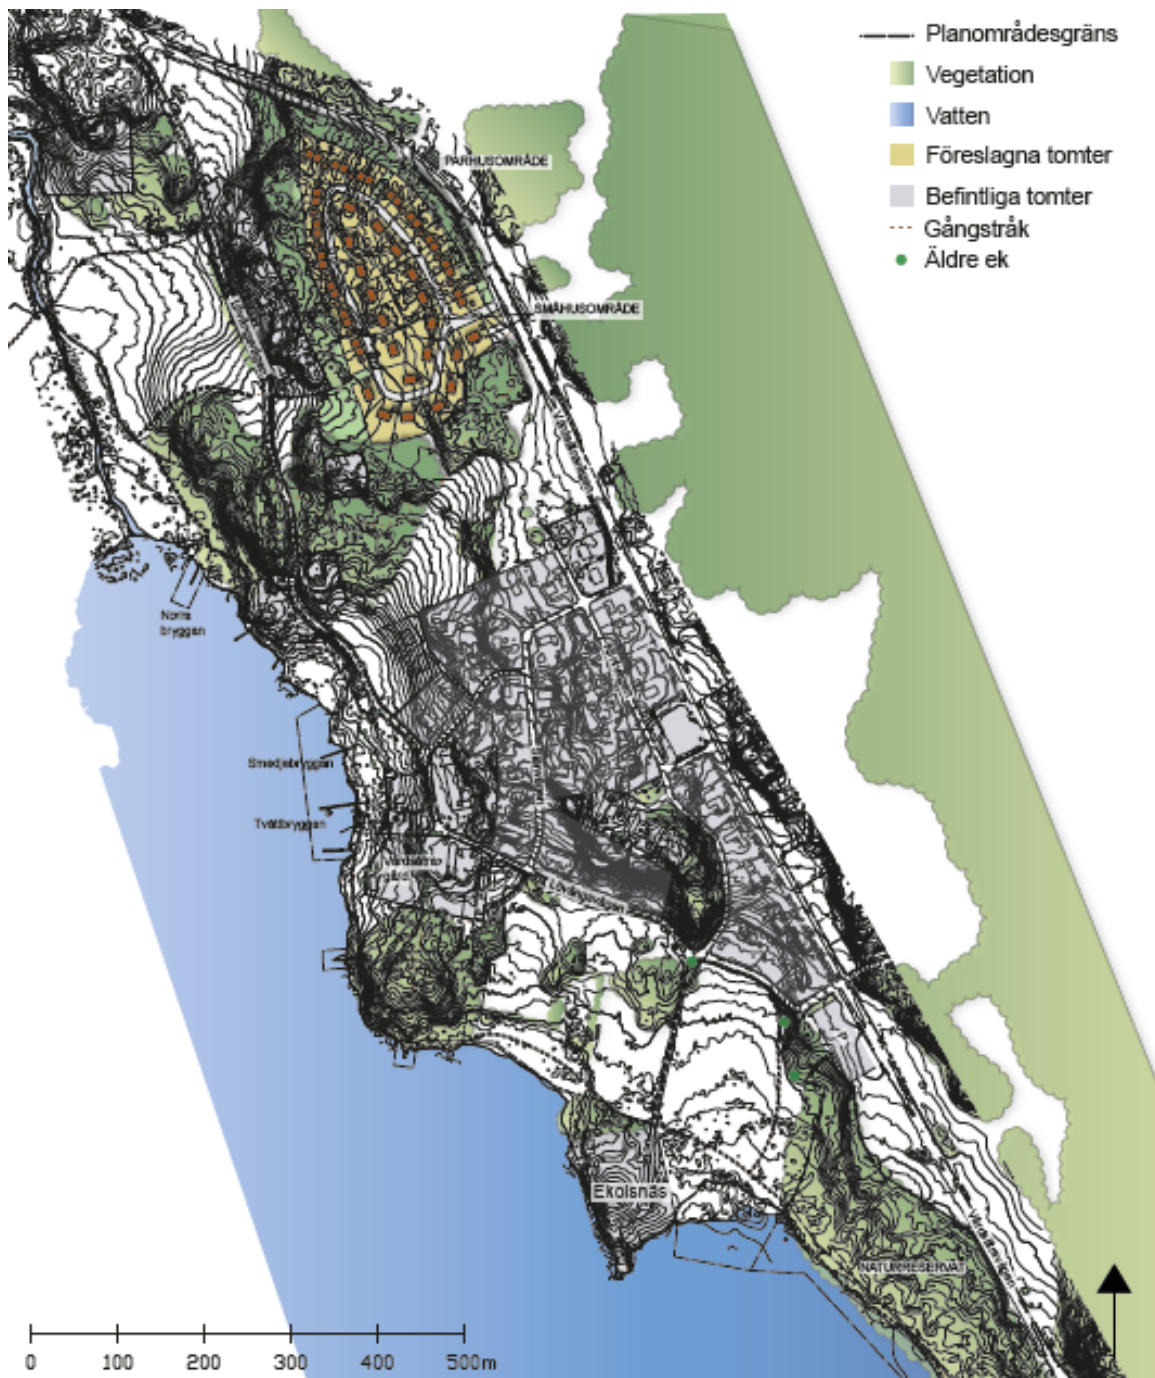 Planområdesgräns
Vegetation
Vatten
Föreslagna tomter
Befintliga tomter
Gångstråk
Äldre ek
PARHUSOMRÅDE
SMÅHUSOMRÅDE
Norra
bryggan
Smedjebryggan
Tvättbryggan
Ekolsnäs
NATURRESERVAT
0 100 200 300 400 500m